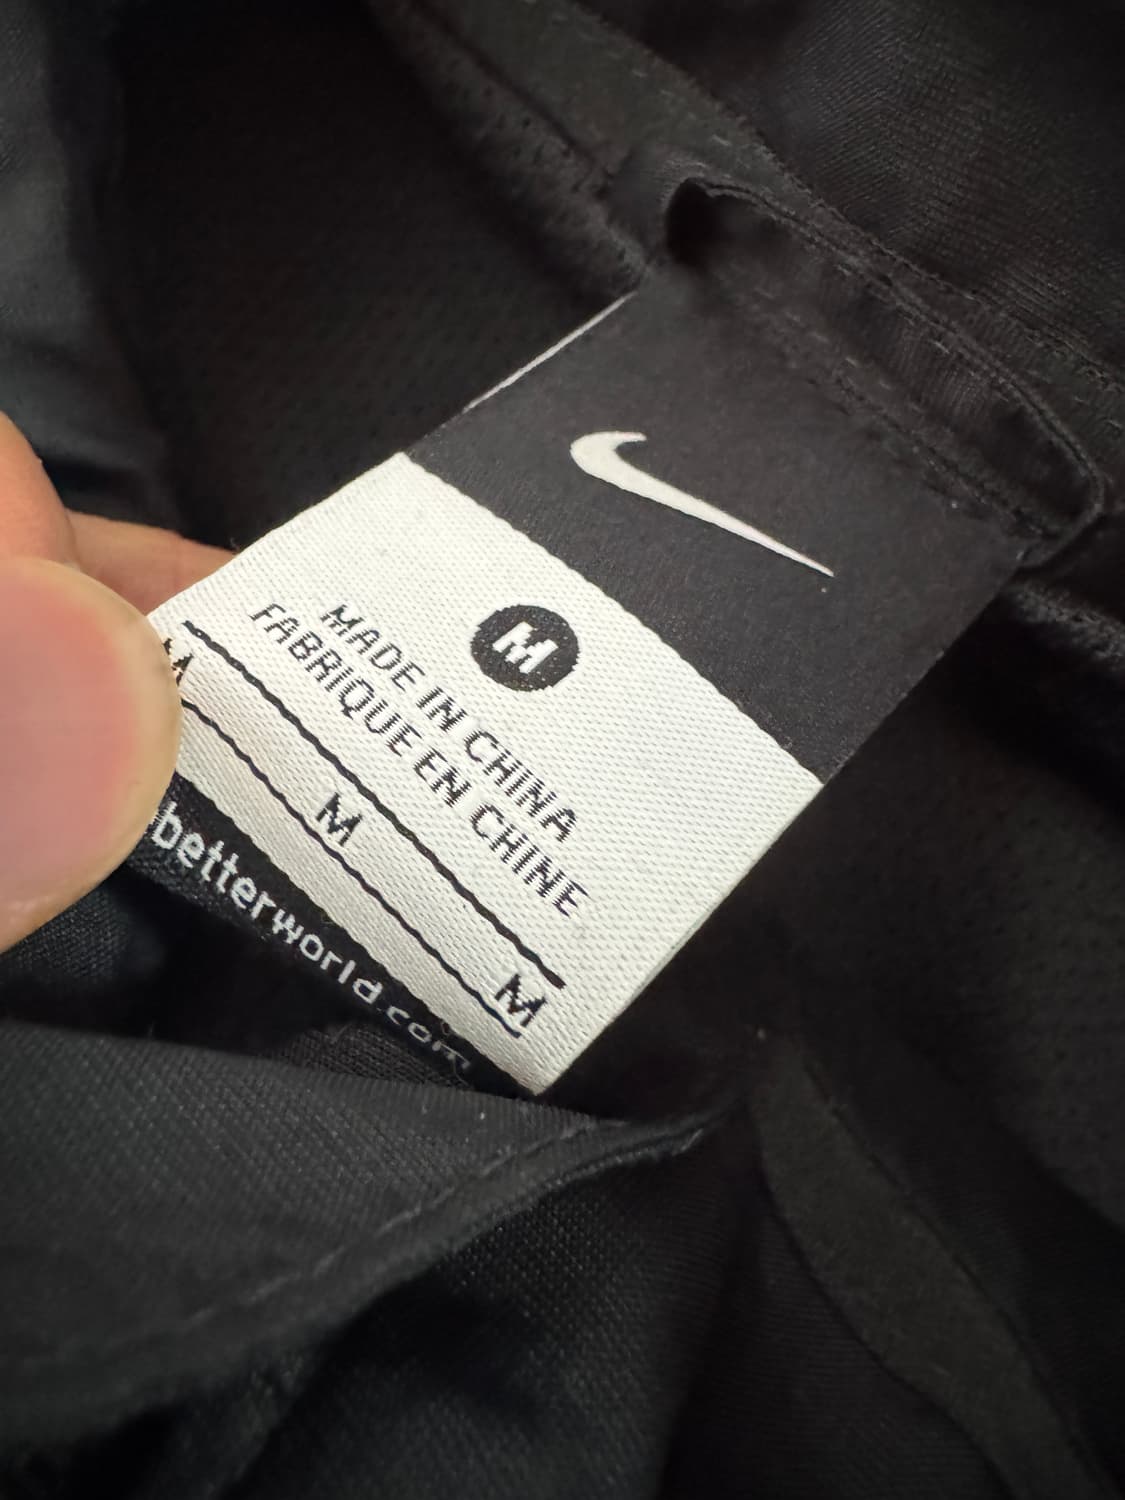 M
MADE IN CHINA
FABRIQUE EN CHINE
M M M
betterworld.com